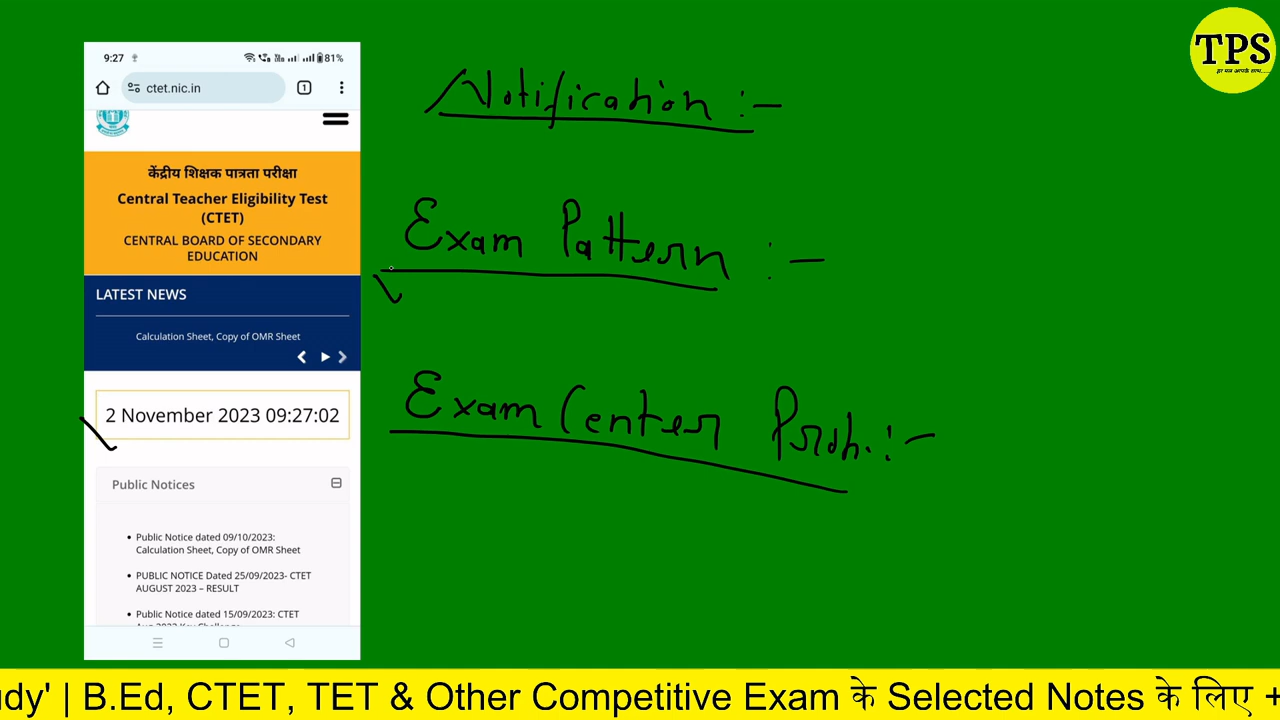 9:27 81%
ctet.nic.in 1
केंद्रीय शिक्षक पात्रता परीक्षा
Central Teacher Eligibility Test
(CTET)
CENTRAL BOARD OF SECONDARY
EDUCATION
LATEST NEWS
Calculation Sheet, Copy of OMR Sheet
2 November 2023 09:27:02
Public Notices
Public Notice dated 09/10/2023:
Calculation Sheet, Copy of OMR Sheet
PUBLIC NOTICE Dated 25/09/2023- CTET
AUGUST 2023 – RESULT
Public Notice dated 15/09/2023: CTET
Notification :-
Exam Pattern :-
Exam Center Prob. :-
TPS
udy' | B.Ed, CTET, TET & Other Competitive Exam के Selected Notes के लिए +